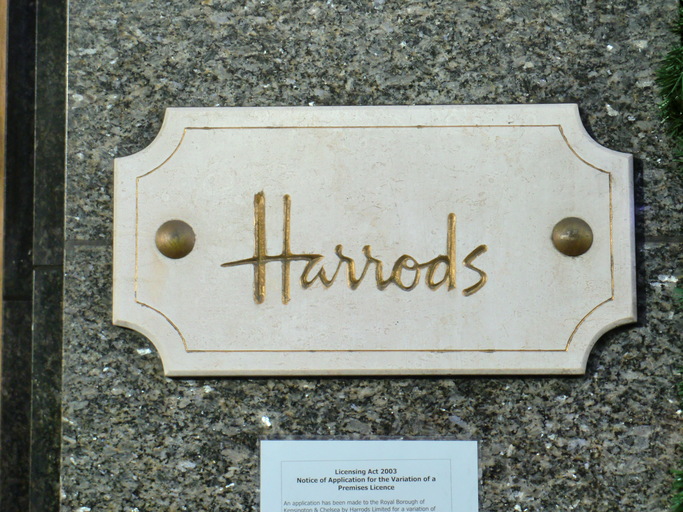 Harrods
Licensing Act 2003
Notice of Application for the Variation of a
Premises Licence
An application has been made to the Royal Borough of
Kensington & Chelsea by Harrods Limited for a variation of